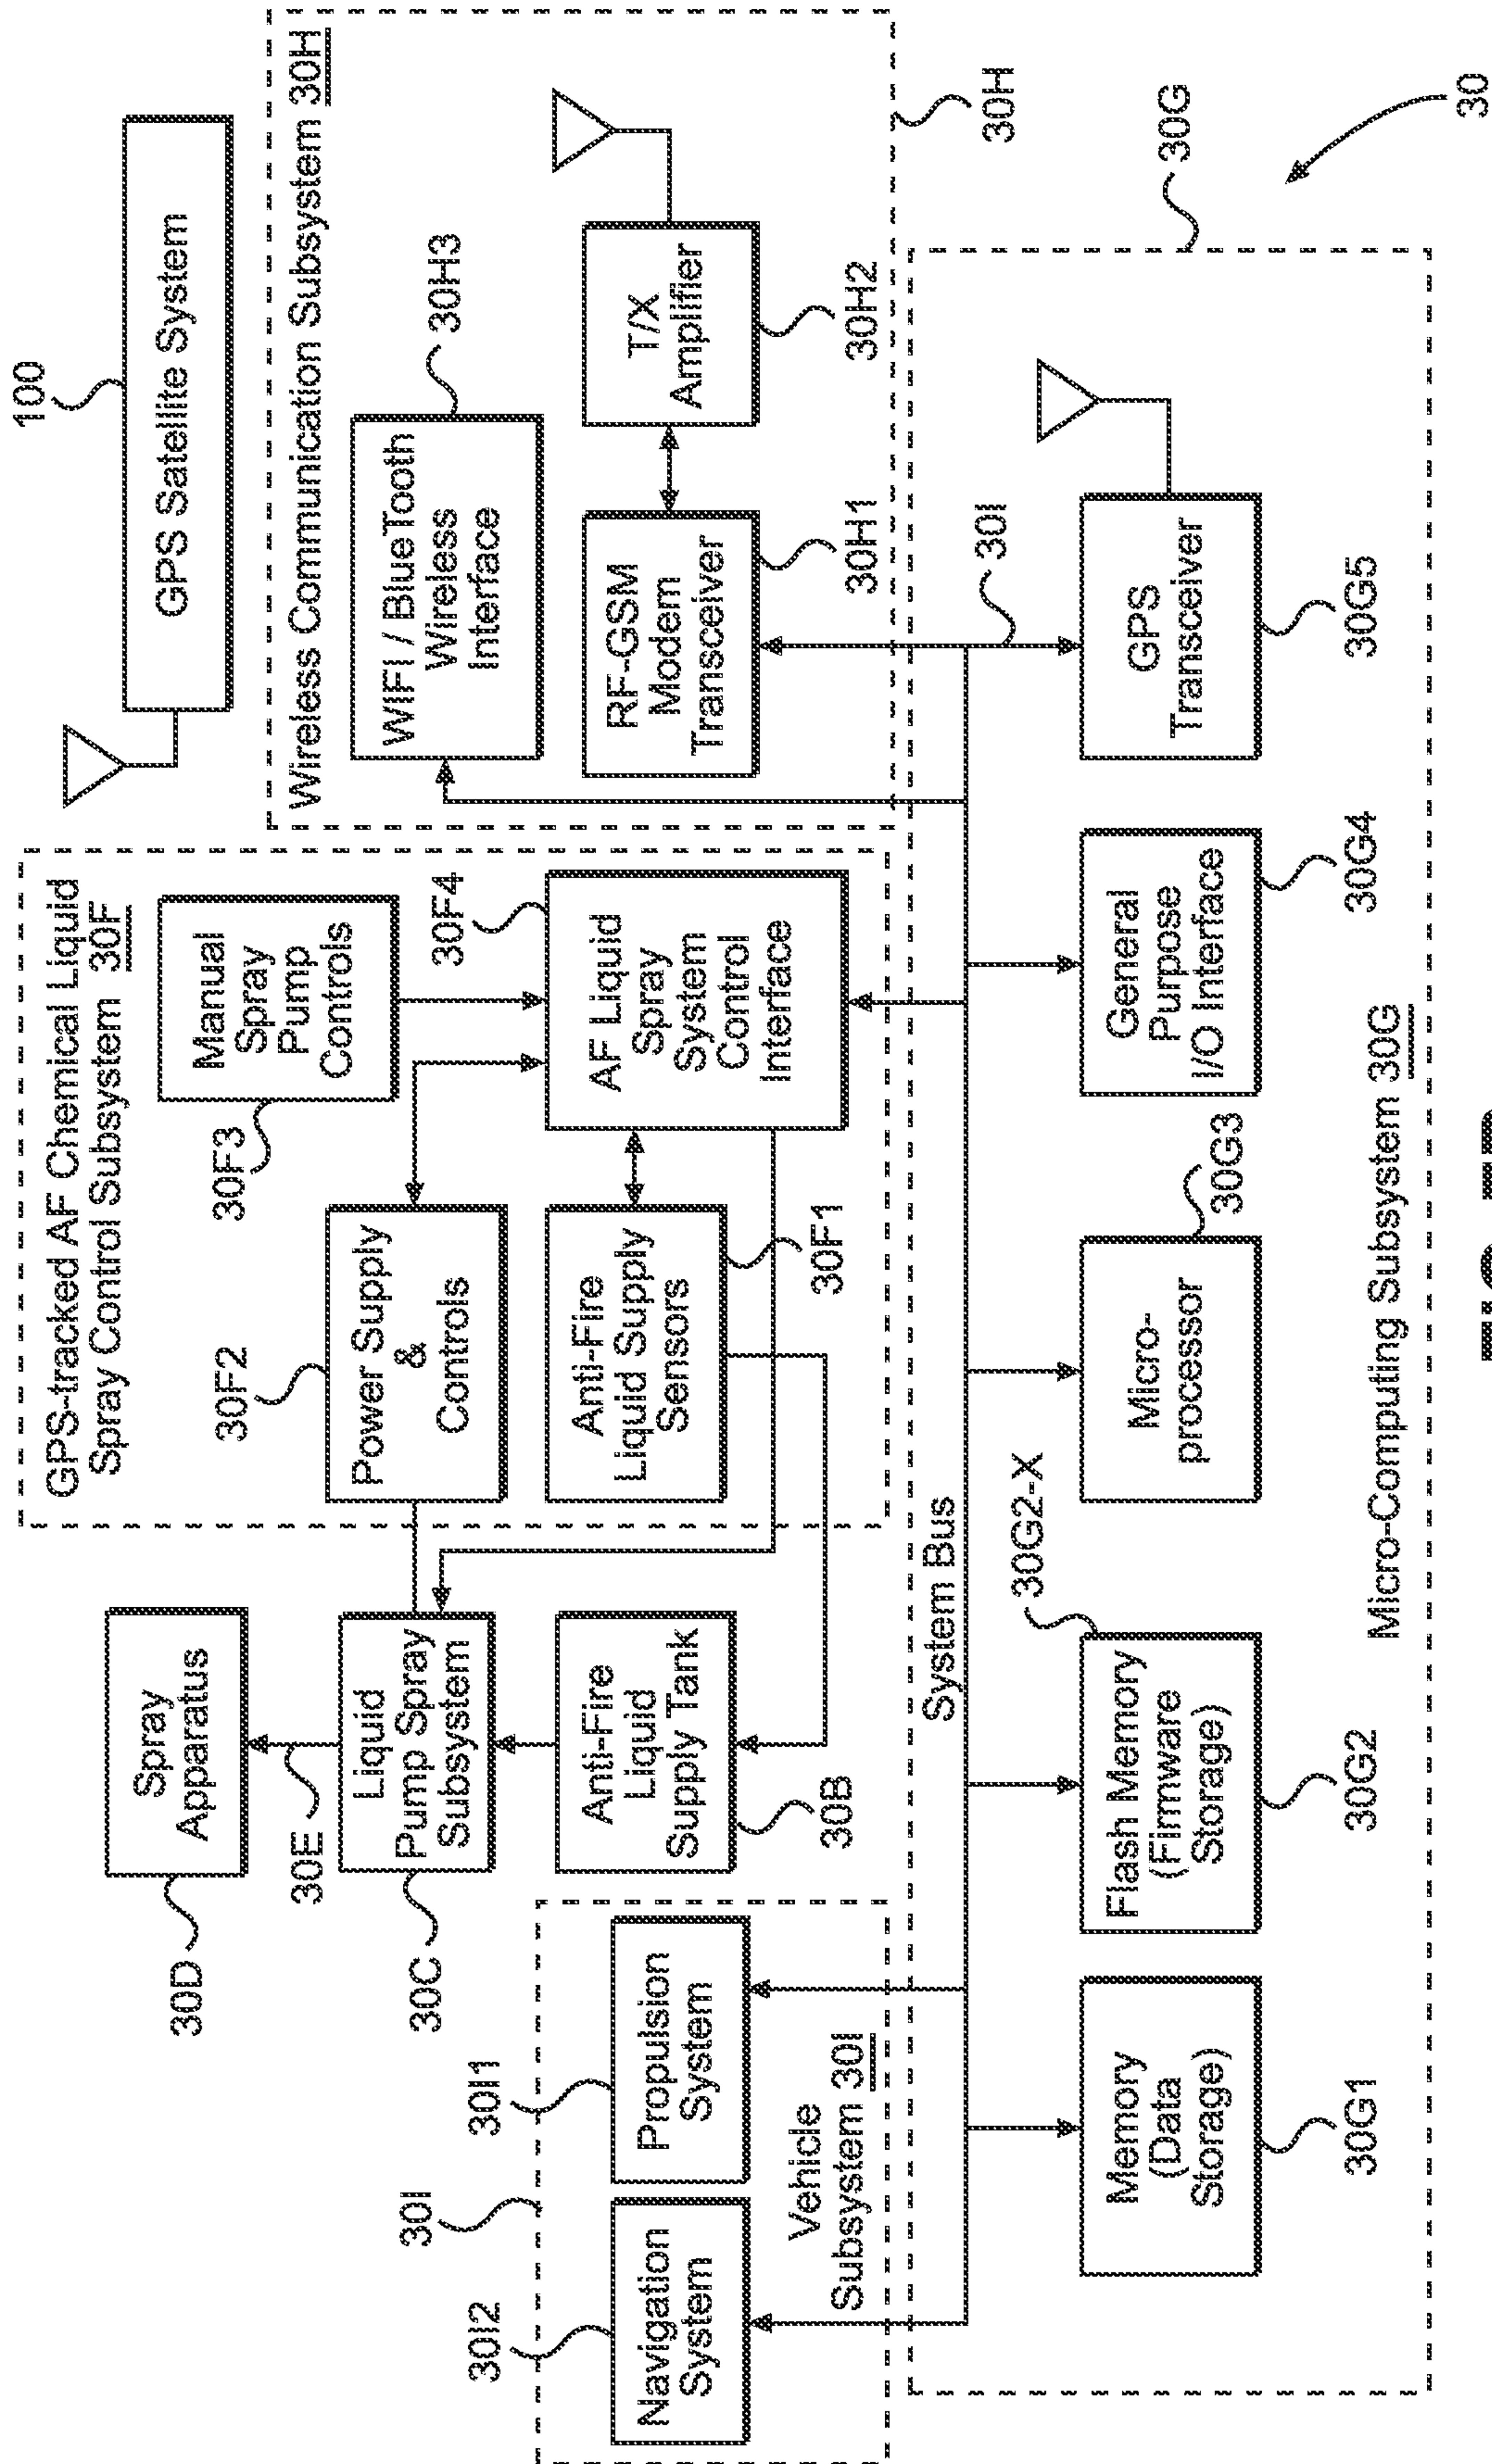 100
GPS Satellite System
GPS-tracked AF Chemical Liquid
Spray Control Subsystem 30F
Manual
Spray
Pump
Controls
30F3
30F2
Power Supply
&
Controls
30F4
AF Liquid
Spray
System
Control
Interface
Anti-Fire
Liquid Supply
Sensors
30F1
Wireless Communication Subsystem 30H
WIFI / BlueTooth
Wireless
Interface
30H3
RF-GSM
Modem
Transceiver
30H1
T/X
Amplifier
30H2
30H
30D
Spray
Apparatus
30E
30C
Liquid
Pump Spray
Subsystem
Anti-Fire
Liquid
Supply Tank
30B
30I
30I2
Navigation
System
30I1
Propulsion
System
Vehicle
Subsystem 30I
System Bus
30I
30G
30
Memory
(Data
Storage)
30G1
30G2-X
Flash Memory
(Firmware
Storage)
30G2
Micro-
processor
30G3
General
Purpose
I/O Interface
30G4
GPS
Transceiver
30G5
Micro-Computing Subsystem 30G